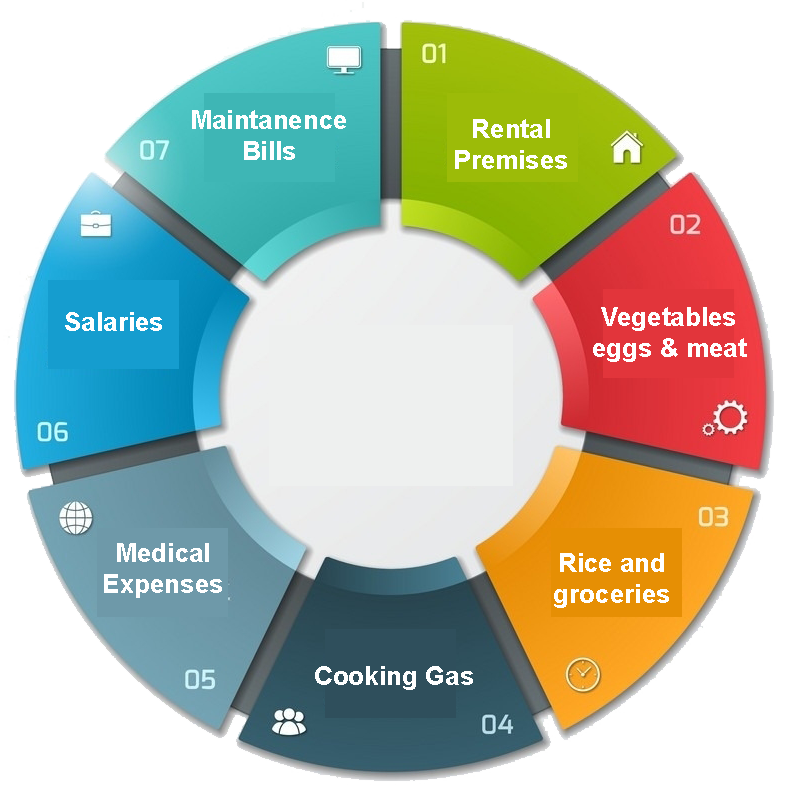 01
Rental
Premises
02
Vegetables
eggs & meat
03
Rice and
groceries
04
Cooking Gas
05
Medical
Expenses
06
Salaries
07
Maintanence
Bills